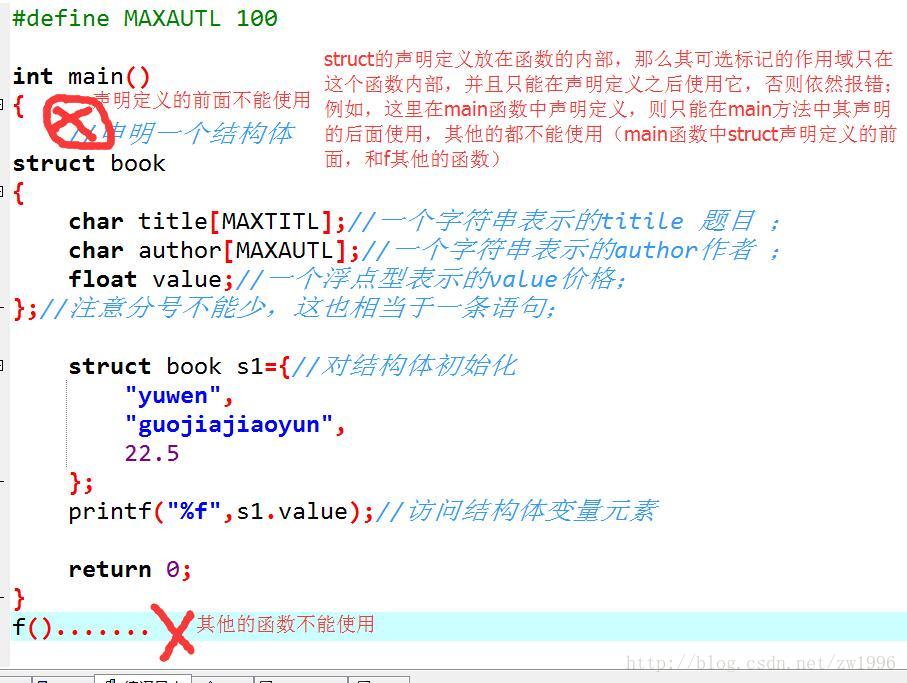 #define MAXAUTL 100
int main()
struct的声明定义放在函数的内部，那么其可选标记的作用域只在
这个函数内部，并且只能在声明定义之后使用它，否则依然报错；
例如，这里在main函数中声明定义，则只能在main方法中其声明
的后面使用，其他的都不能使用（main函数中struct声明定义的前
面，和f其他的函数）
{
声明定义的前面不能使用
//申明一个结构体
struct book
{
char title[MAXTITL];//一个字符串表示的titile 题目 ；
char author[MAXAUTL];//一个字符串表示的author作者 ；
float value;//一个浮点型表示的value价格；
};//注意分号不能少，这也相当于一条语句；
struct book s1={//对结构体初始化
"yuwen",
"guojiajiaoyun",
22.5
};
printf("%f",s1.value);//访问结构体变量元素
return 0;
}
f()....... 其他的函数不能使用
http://blog.csdn.net/zw1996